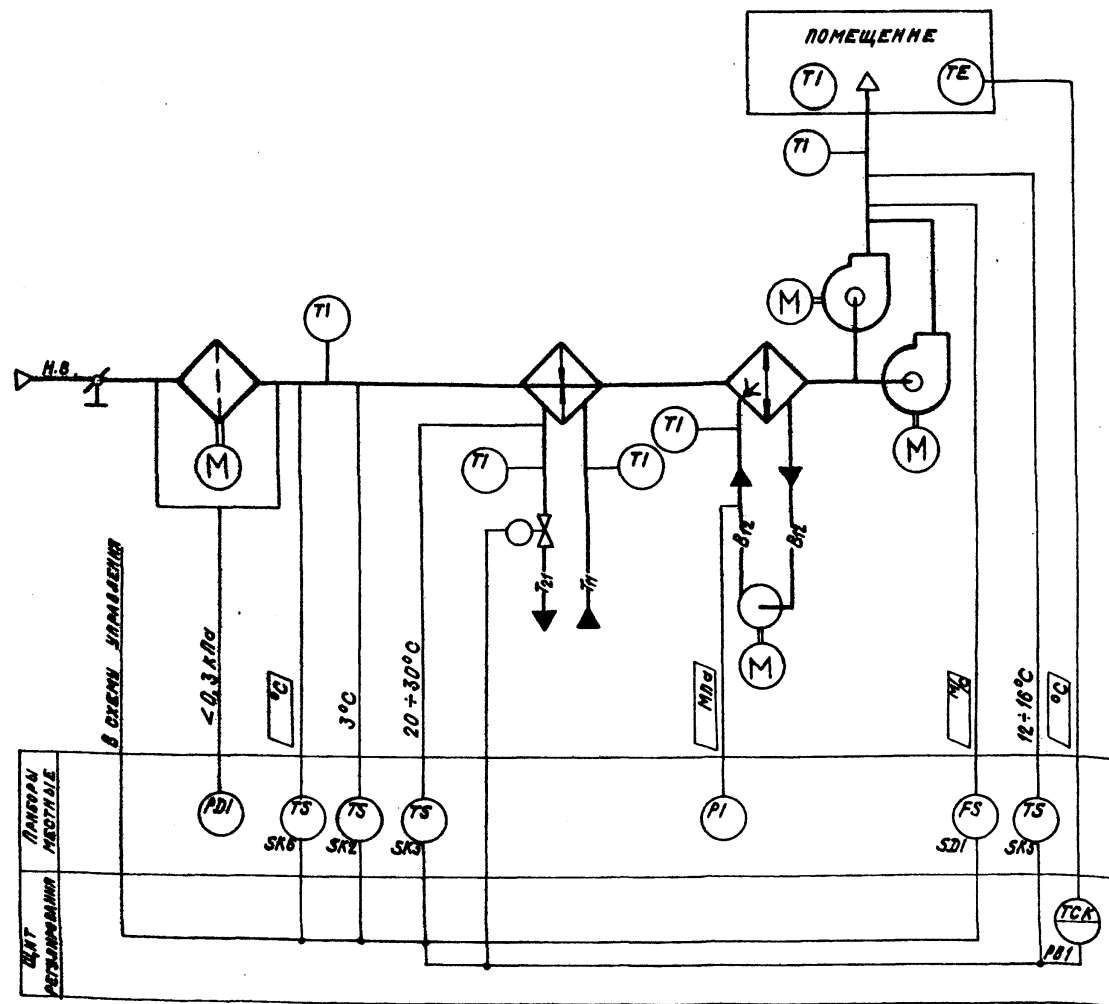 ПОМЕЩЕНИЕ
TI
TE
TI
M
TI
Н.В.
M
M
TI
TI
TI
T21
T11
В12
В12
M
В СХЕМУ УПРАВЛЕНИЯ
<0,3 кПа
°C
3°C
20÷30°C
МПа
12÷16°C
°C
ПРИБОРЫ
МЕСТНЫЕ
PDI
TS
SK6
TS
SK2
TS
SK3
PI
FS
SD1
TS
SK5
ЩИТ
РЕГУЛИРОВАНИЯ
TCK
PB1